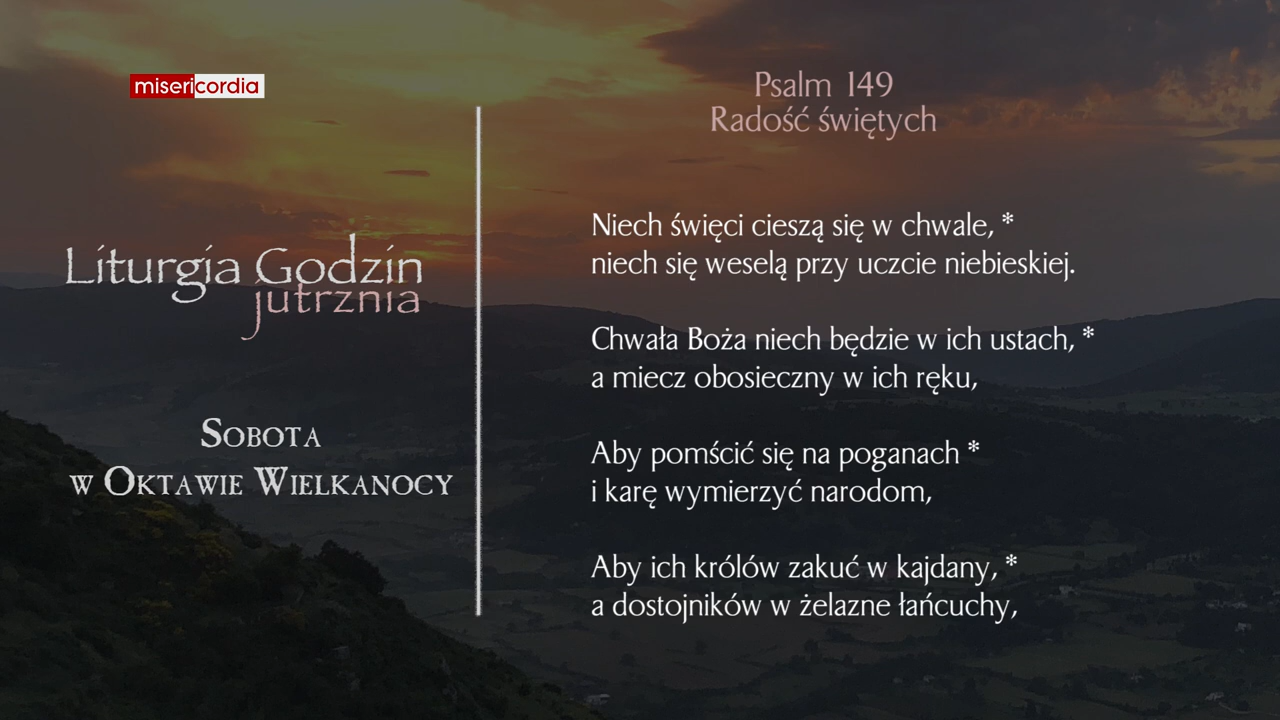 misericordia
Liturgia Godzin
jutrznia
Sobota
w Oktawie Wielkanocy
Psalm 149
Radość świętych
Niech święci cieszą się w chwale, *
niech się weselą przy uczcie niebieskiej.
Chwała Boża niech będzie w ich ustach, *
a miecz obosieczny w ich ręku,
Aby pomścić się na poganach *
i karę wymierzyć narodom,
Aby ich królów zakuć w kajdany, *
a dostojników w żelazne łańcuchy,